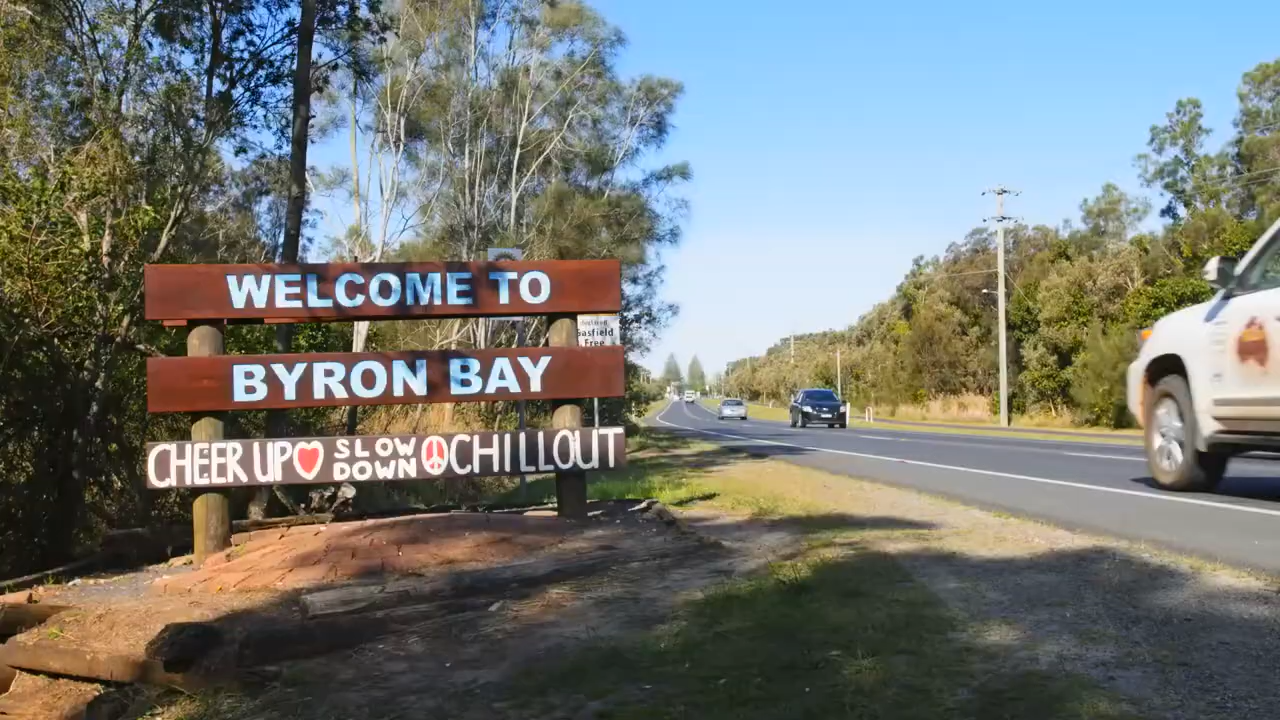 WELCOME TO
BYRON BAY
CHEER UP SLOW DOWN CHILLOUT
Gasfield
Free